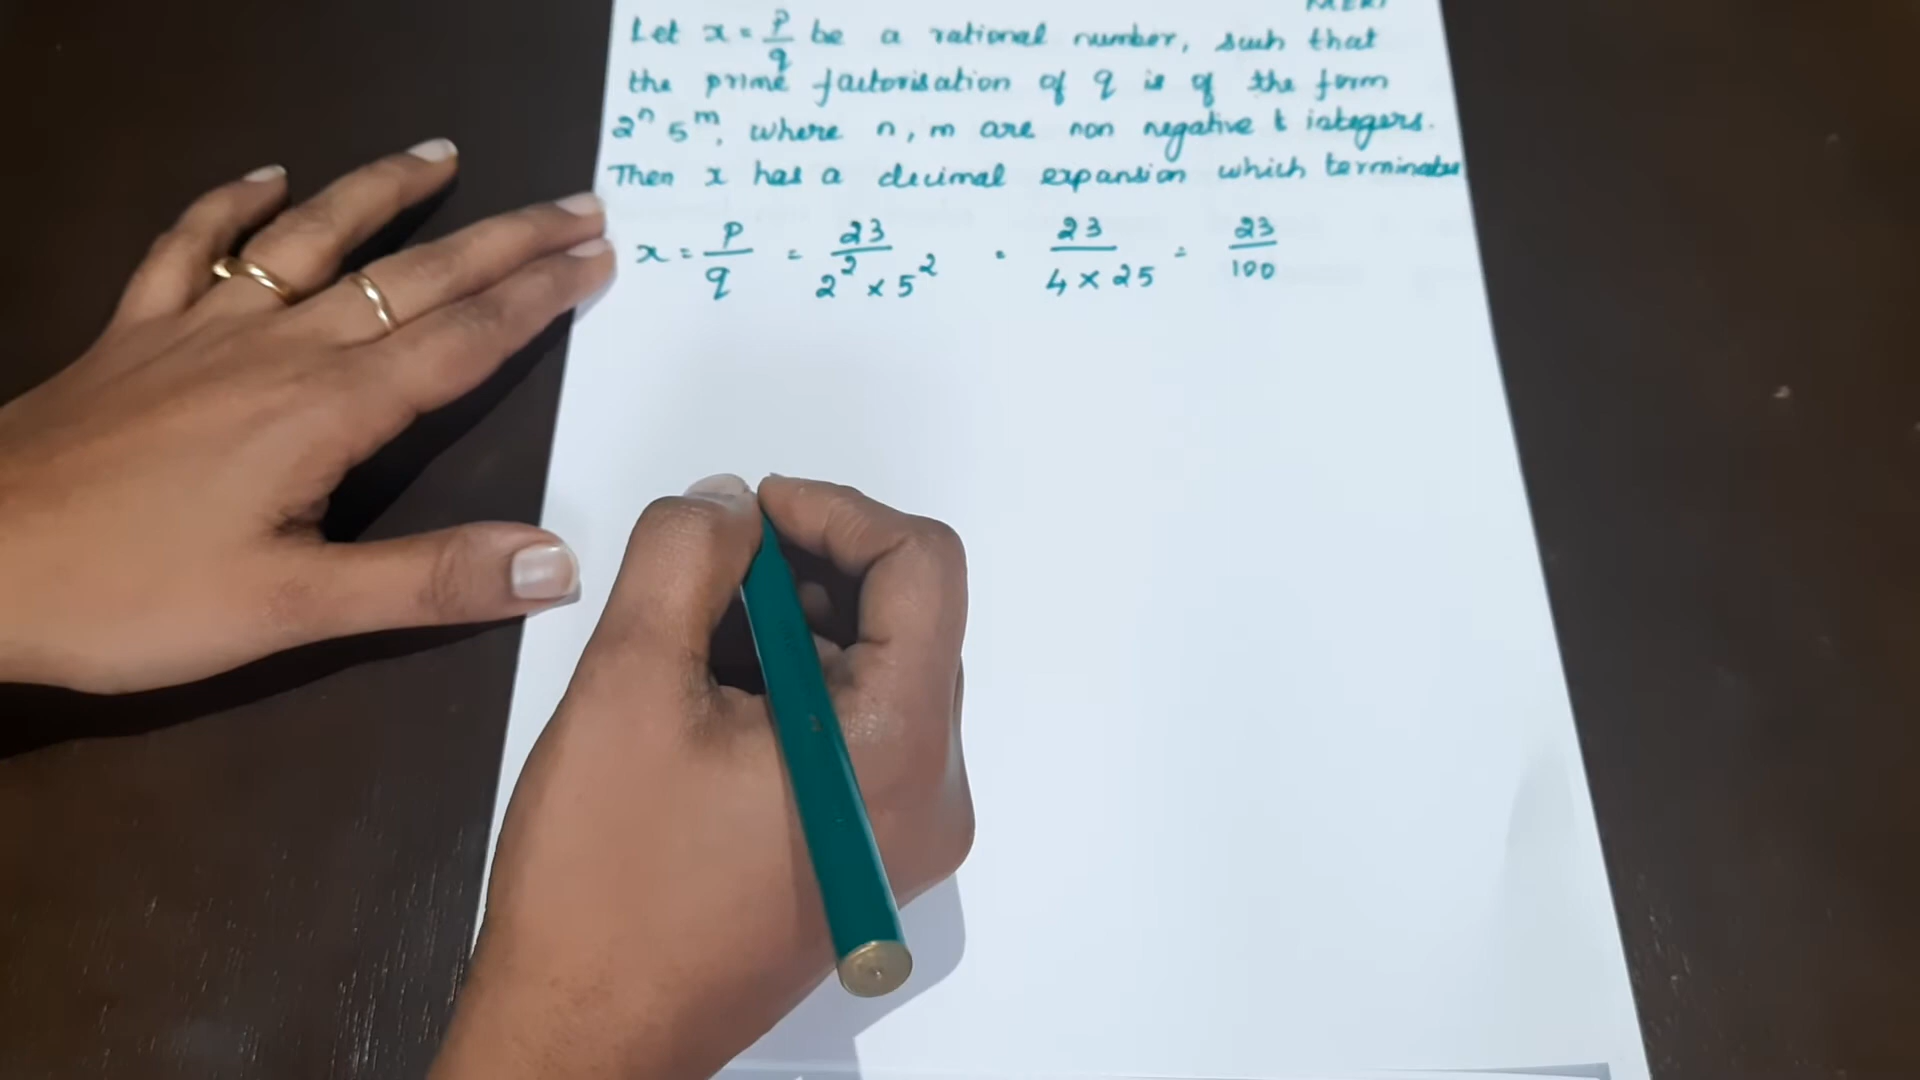 Let x = p/q be a rational number, such that
the prime factorisation of q is of the form
2ⁿ 5ᵐ, where n, m are non negative integers.
Then x has a decimal expansion which terminates
x = p/q = 23/2² × 5² = 23/4 × 25 = 23/100